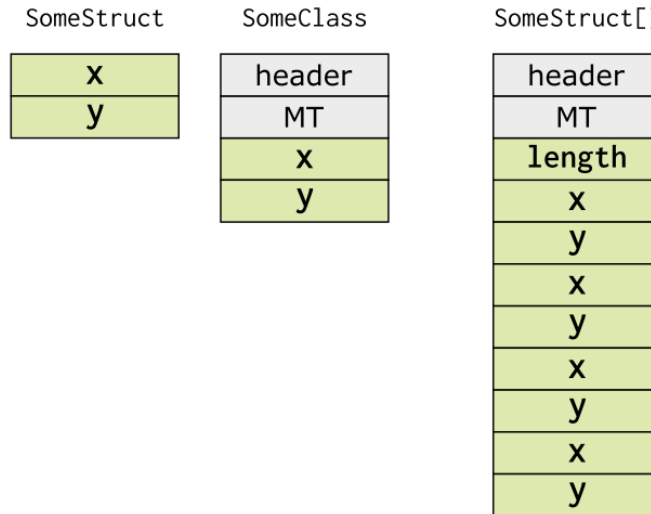 SomeStruct
x
y
SomeClass
header
MT
x
y
SomeStruct[]
header
MT
length
x
y
x
y
x
y
x
y